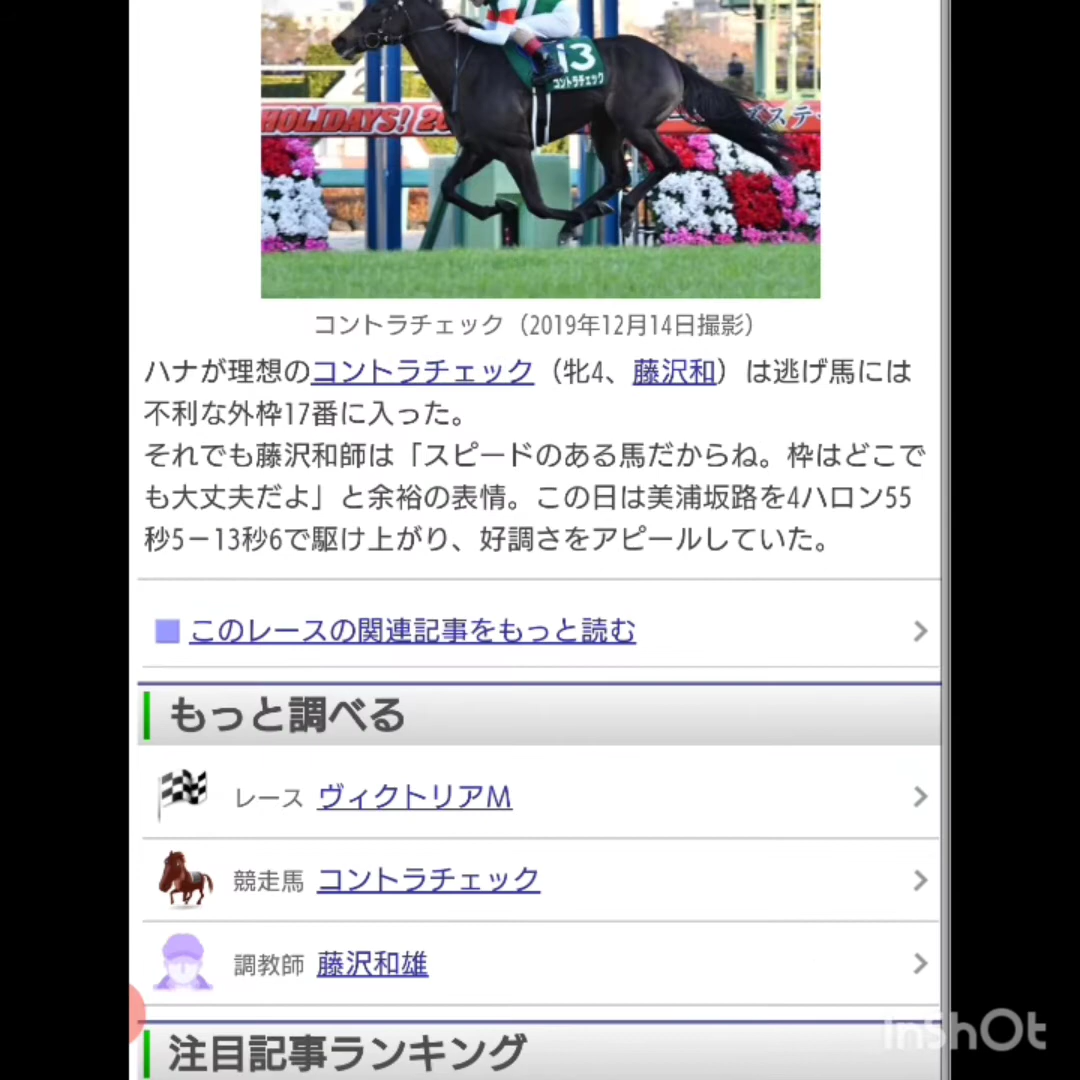 13
コントラチェック
HOLIDAYS! 20
ズステ
コントラチェック（2019年12月14日撮影）
ハナが理想のコントラチェック（牝4、藤沢和）は逃げ馬には
不利な外枠17番に入った。
それでも藤沢和師は「スピードのある馬だからね。枠はどこで
も大丈夫だよ」と余裕の表情。この日は美浦坂路を4ハロン55
秒5－13秒6で駆け上がり、好調さをアピールしていた。
このレースの関連記事をもっと読む
もっと調べる
レース ヴィクトリアM
競走馬 コントラチェック
調教師 藤沢和雄
注目記事ランキング
InShOt